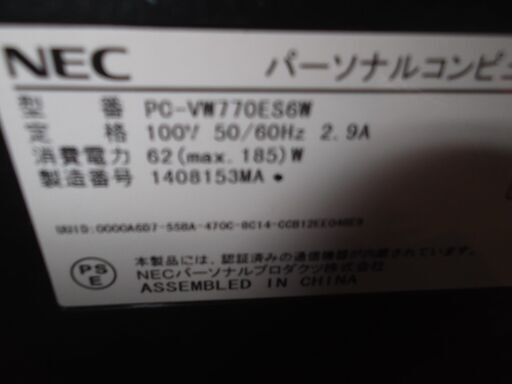 NEC パーソナルコンピュ
型 番 PC-VW770ES6W
定 格 100V 50/60Hz 2.9A
消費電力 62(max.185)W
製造番号 1408153MA
本製品には、認証済みの通信機器が内蔵されています
NECパーソナルプロダクツ株式会社
PS E ASSEMBLED IN CHINA